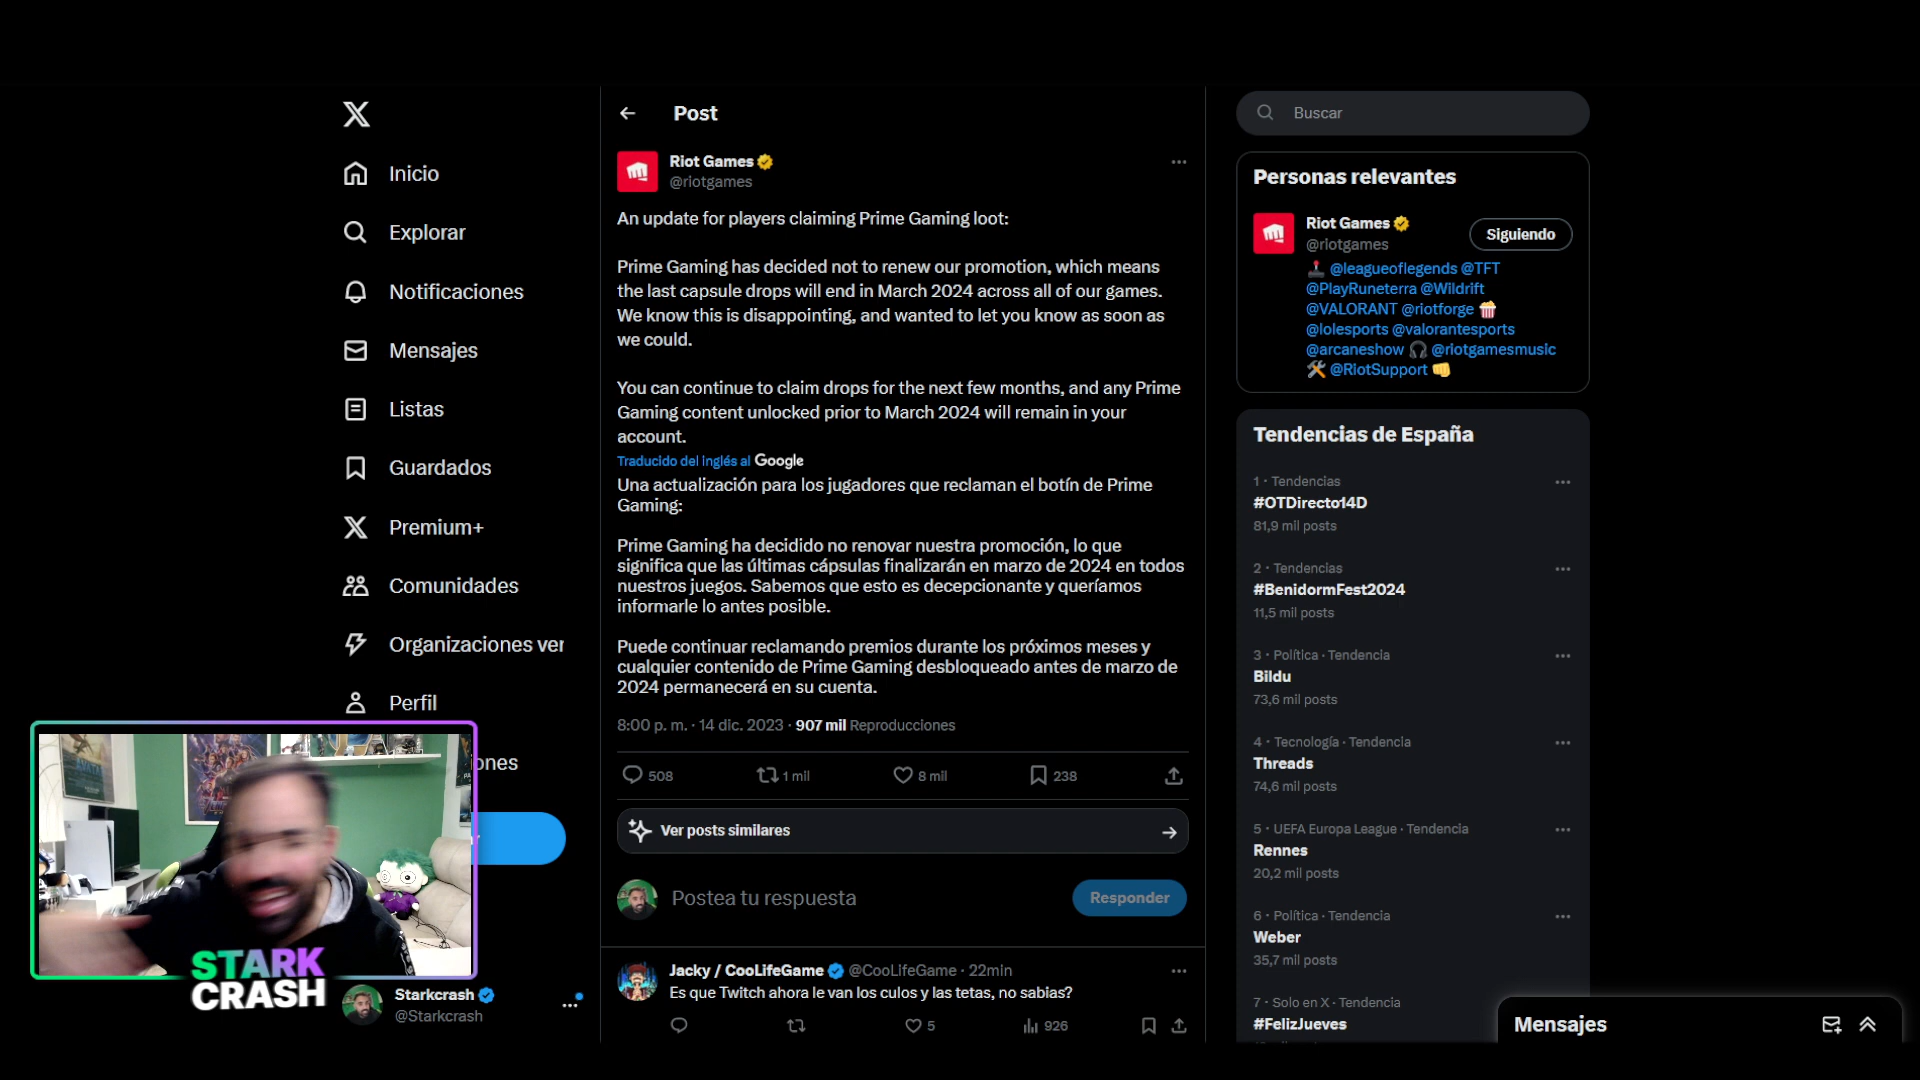 Inicio
Explorar
Notificaciones
Mensajes
Listas
Guardados
Premium+
Comunidades
Organizaciones ver
Perfil
STARK
CRASH
Starkcrash
@Starkcrash
Post
Riot Games
@riotgames
An update for players claiming Prime Gaming loot:
Prime Gaming has decided not to renew our promotion, which means
the last capsule drops will end in March 2024 across all of our games.
We know this is disappointing, and wanted to let you know as soon as
we could.
You can continue to claim drops for the next few months, and any Prime
Gaming content unlocked prior to March 2024 will remain in your
account.
Traducido del inglés al Google
Una actualización para los jugadores que reclaman el botín de Prime
Gaming:
Prime Gaming ha decidido no renovar nuestra promoción, lo que
significa que las últimas cápsulas finalizarán en marzo de 2024 en todos
nuestros juegos. Sabemos que esto es decepcionante y queríamos
informarle lo antes posible.
Puede continuar reclamando premios durante los próximos meses y
cualquier contenido de Prime Gaming desbloqueado antes de marzo de
2024 permanecerá en su cuenta.
8:00 p. m. · 14 dic. 2023 · 907 mil Reproducciones
508 1 mil 8 mil 238
Ver posts similares
Postea tu respuesta
Responder
Jacky / CooLifeGame @CooLifeGame · 22min
Es que Twitch ahora le van los culos y las tetas, no sabias?
5 926
Buscar
Personas relevantes
Riot Games
@riotgames
Siguiendo
@leagueoflegends @TFT
@PlayRuneterra @Wildrift
@VALORANT @riotforge
@lolesports @valorantesports
@arcaneshow @riotgamesmusic
@RiotSupport
Tendencias de España
1 · Tendencias
#OTDirecto14D
81,9 mil posts
2 · Tendencias
#BenidormFest2024
11,5 mil posts
3 · Política · Tendencia
Bildu
73,6 mil posts
4 · Tecnología · Tendencia
Threads
74,6 mil posts
5 · UEFA Europa League · Tendencia
Rennes
20,2 mil posts
6 · Política · Tendencia
Weber
35,7 mil posts
7 · Solo en X · Tendencia
#FelizJueves
Mensajes